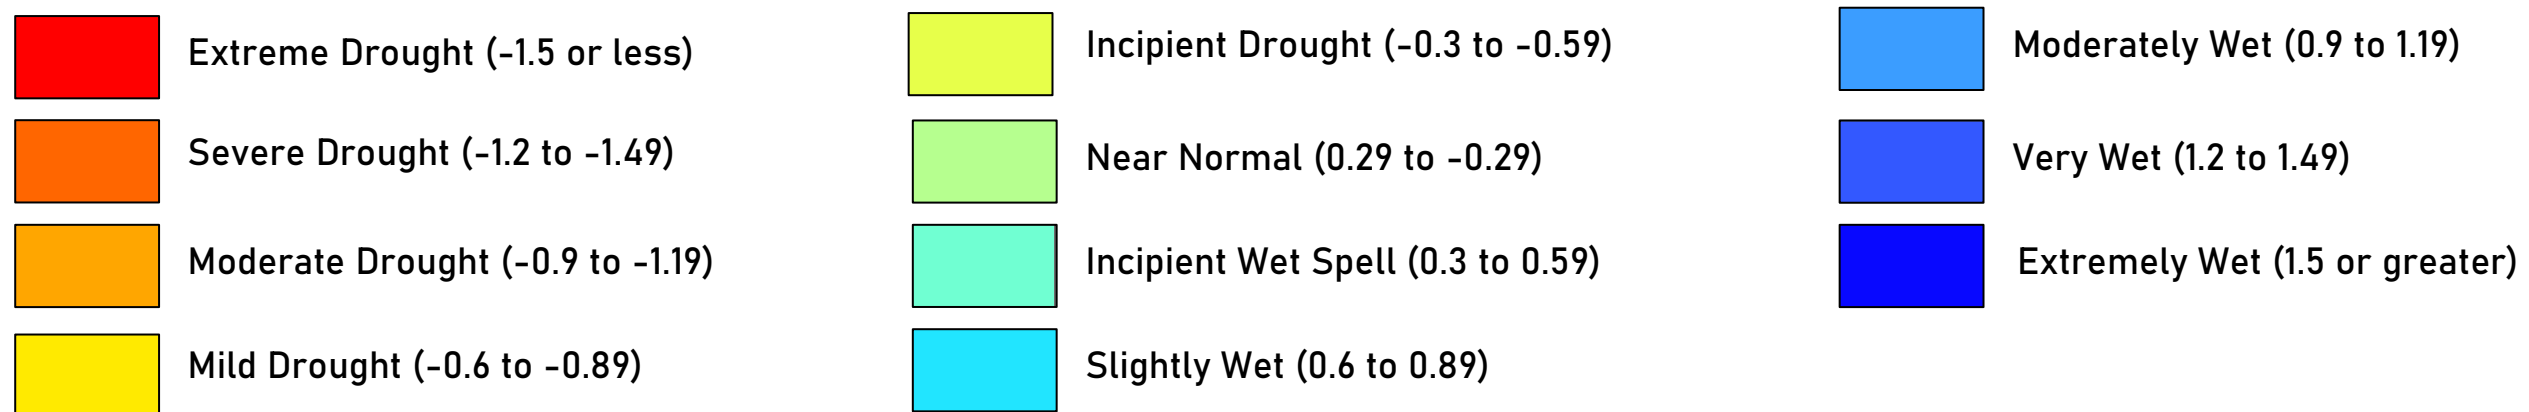 Extreme Drought (-1.5 or less)
Severe Drought (-1.2 to -1.49)
Moderate Drought (-0.9 to -1.19)
Mild Drought (-0.6 to -0.89)
Incipient Drought (-0.3 to -0.59)
Near Normal (0.29 to -0.29)
Incipient Wet Spell (0.3 to 0.59)
Slightly Wet (0.6 to 0.89)
Moderately Wet (0.9 to 1.19)
Very Wet (1.2 to 1.49)
Extremely Wet (1.5 or greater)